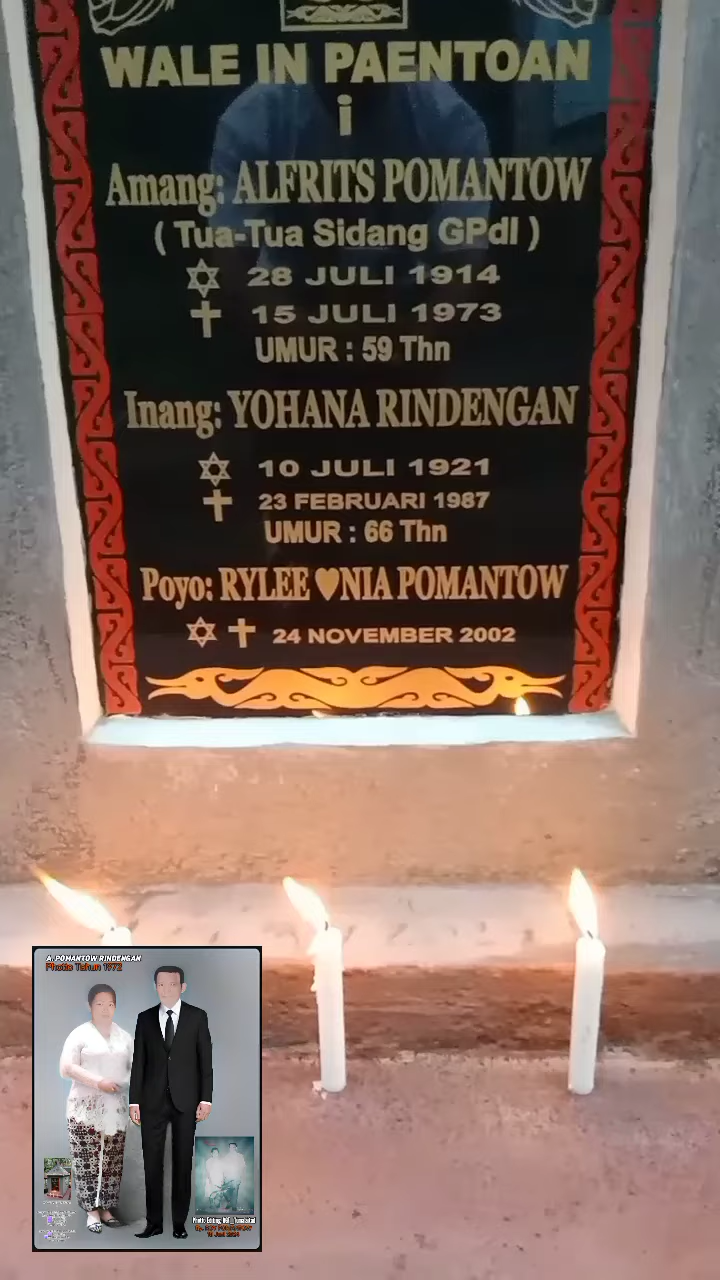 WALE IN PAENTOAN
i
Amang: ALFRITS POMANTOW
( Tua-Tua Sidang GPdI )
28 JULI 1914
15 JULI 1973
UMUR : 59 Thn
Inang: YOHANA RINDENGAN
10 JULI 1921
23 FEBRUARI 1987
UMUR : 66 Thn
Poyo: RYLEE ♥ NIA POMANTOW
24 NOVEMBER 2002
A. POMANTOW RINDENGAN
Photo Tahun 1972